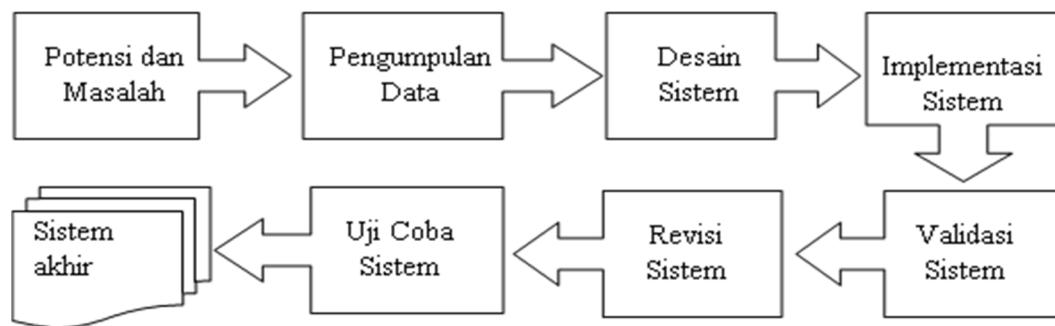 Potensi dan
Masalah
Pengumpulan
Data
Desain
Sistem
Implementasi
Sistem
Validasi
Sistem
Revisi
Sistem
Uji Coba
Sistem
Sistem
akhir